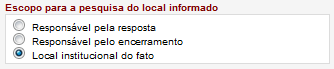 Escopo para a pesquisa do local informado
Responsável pela resposta
Responsável pelo encerramento
Local institucional do fato